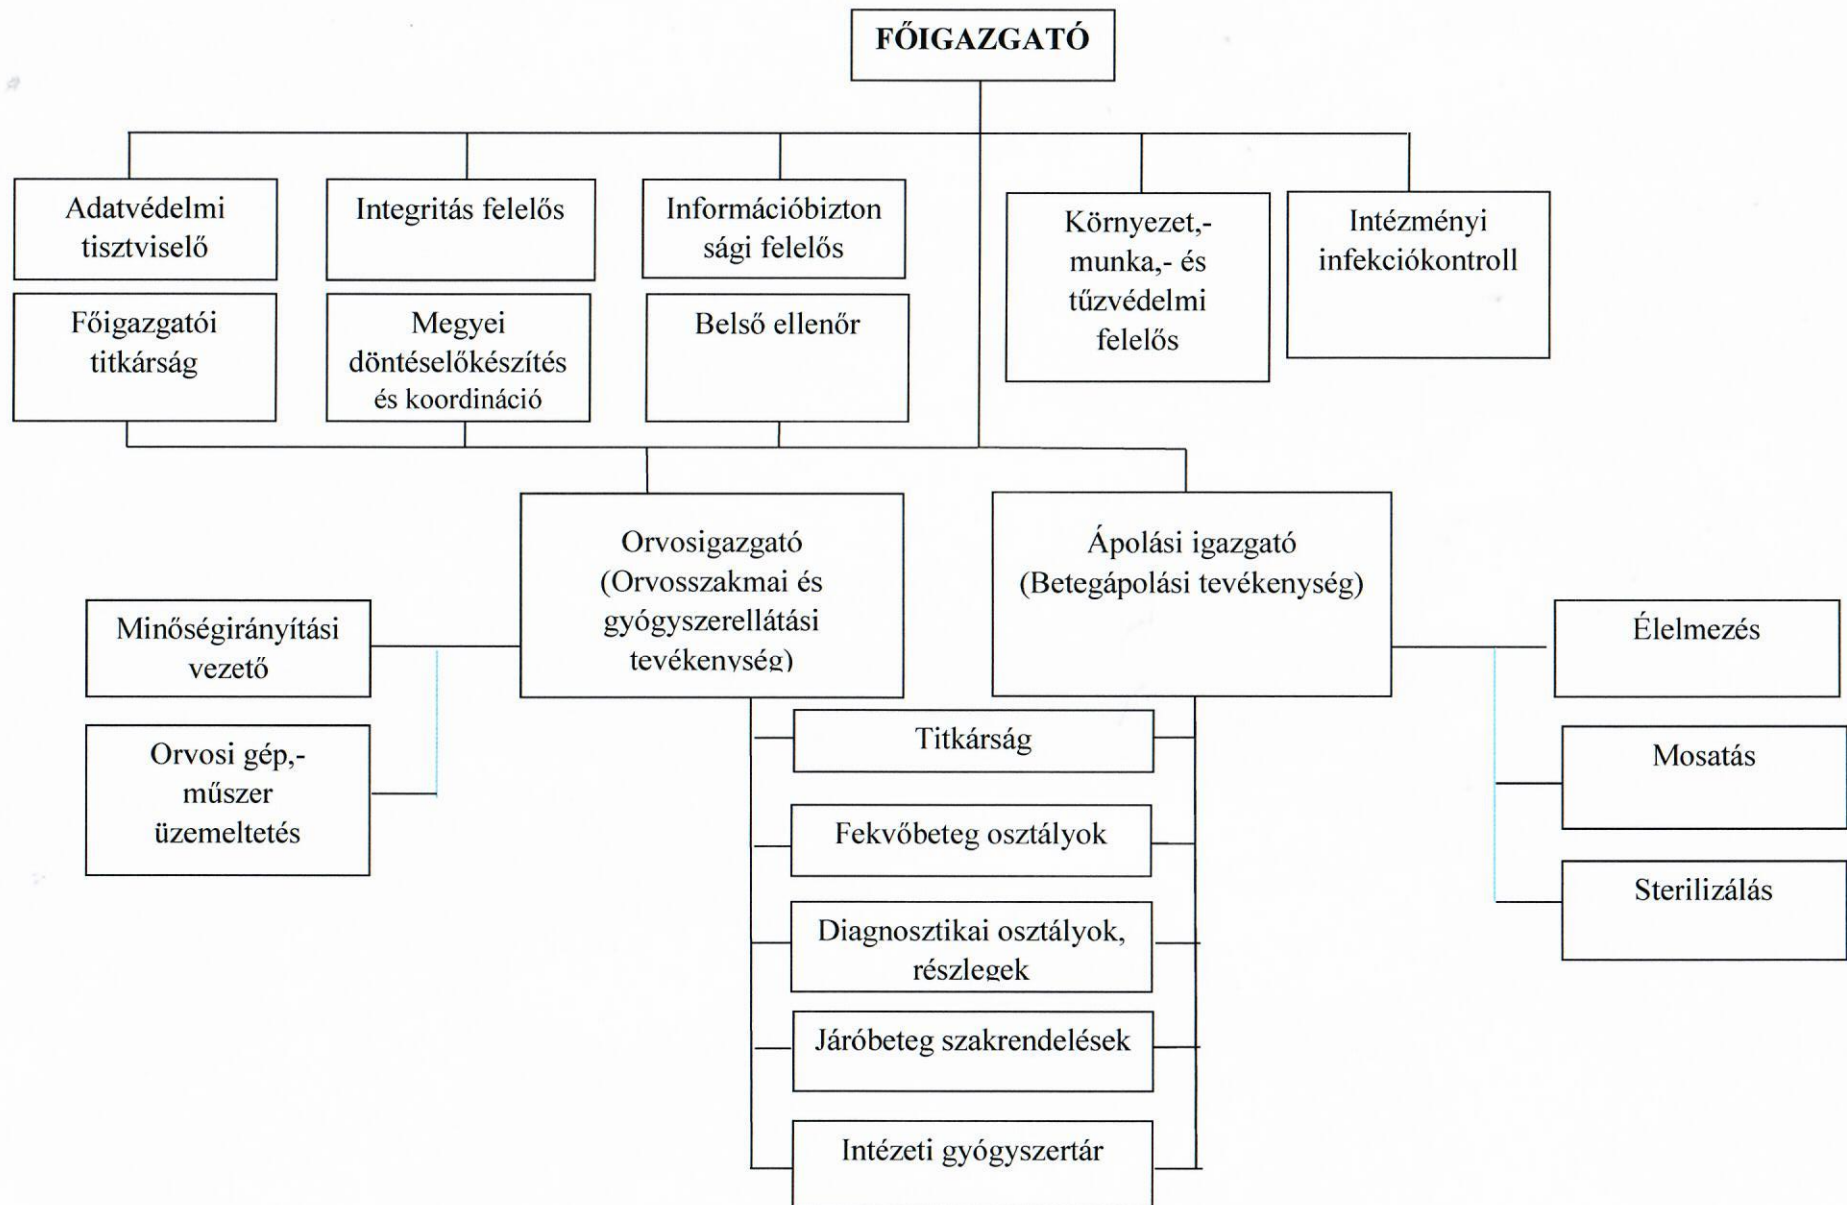 FŐIGAZGATÓ
Adatvédelmi
tisztviselő
Integritás felelős
Információbizton
sági felelős
Környezet,-
munka,- és
tűzvédelmi
felelős
Intézményi
infekciókontroll
Főigazgatói
titkárság
Megyei
döntéselőkészítés
és koordináció
Belső ellenőr
Orvosigazgató
(Orvosszakmai és
gyógyszerellátási
tevékenység)
Ápolási igazgató
(Betegápolási tevékenység)
Minőségirányítási
vezető
Orvosi gép,-
műszer
üzemeltetés
Élelmezés
Mosatás
Sterilizálás
Titkárság
Fekvőbeteg osztályok
Diagnosztikai osztályok,
részlegek
Járóbeteg szakrendelések
Intézeti gyógyszertár